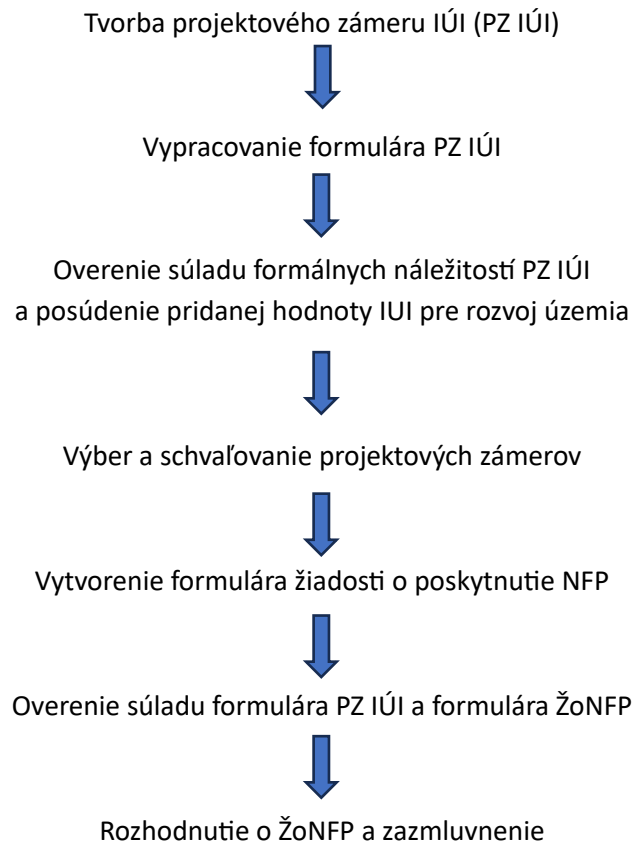 Tvorba projektového zámeru IÚI (PZ IÚI)
Vypracovanie formulára PZ IÚI
Overenie súladu formálnych náležitostí PZ IÚI
a posúdenie pridanej hodnoty IUI pre rozvoj územia
Výber a schvaľovanie projektových zámerov
Vytvorenie formulára žiadosti o poskytnutie NFP
Overenie súladu formulára PZ IÚI a formulára ŽoNFP
Rozhodnutie o ŽoNFP a zazmluvnenie